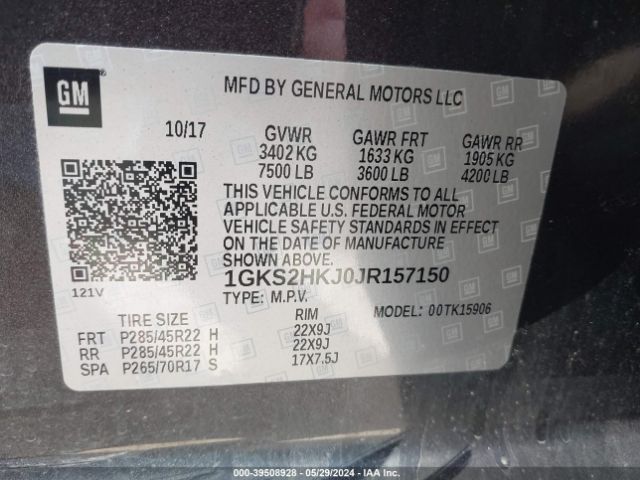 GM
MFD BY GENERAL MOTORS LLC
10/17 GVWR GAWR FRT GAWR RR
3402 KG 1633 KG 1905 KG
7500 LB 3600 LB 4200 LB
THIS VEHICLE CONFORMS TO ALL
APPLICABLE U.S. FEDERAL MOTOR
VEHICLE SAFETY STANDARDS IN EFFECT
ON THE DATE OF MANUFACTURE
SHOWN ABOVE.
1GKS2HKJ0JR157150
121V
TYPE: M.P.V. MODEL: 00TK15906
TIRE SIZE RIM
FRT P285/45R22 H 22X9J
RR P285/45R22 H 22X9J
SPA P265/70R17 S 17X7.5J
000-39508928 - 05/29/2024 - IAA Inc.